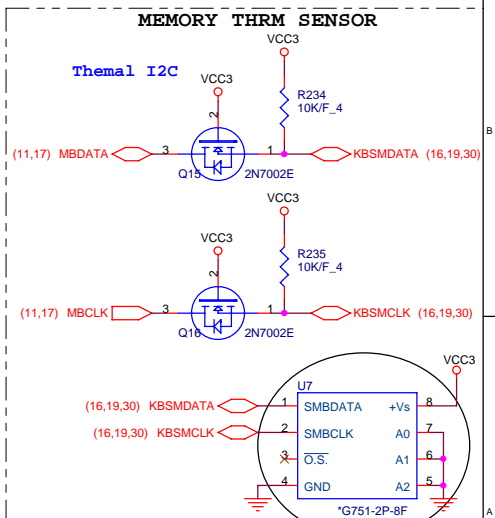 MEMORY THRM SENSOR
Themal I2C
VCC3
VCC3
R234
10K/F_4
2
B
(11,17) MBDATA 3 1 KBSMDATA (16,19,30)
Q15 2N7002E
VCC3
VCC3
R235
10K/F_4
2
(11,17) MBCLK 3 1 KBSMCLK (16,19,30)
Q16 2N7002E
VCC3
U7
(16,19,30) KBSMDATA 1 SMBDATA +Vs 8
(16,19,30) KBSMCLK 2 SMBCLK A0 7
3 O.S. A1 6
4 GND A2 5
*G751-2P-8F
A